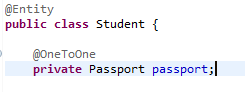 @Entity
public class Student {
@OneToOne
private Passport passport;